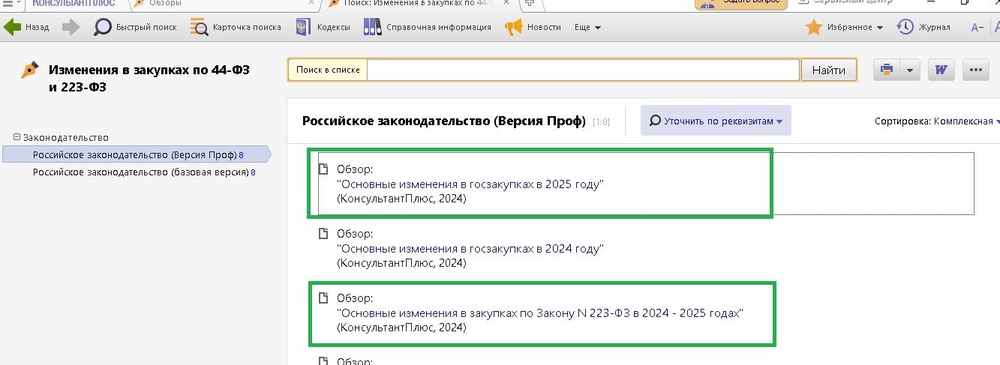 КОНСУЛЬТАНТПЛЮС
Обзоры
Поиск: Изменения в закупках по 44-
Задать вопрос
Сервисный центр
Назад
Быстрый поиск
Карточка поиска
Кодексы
Справочная информация
Новости
Еще
Избранное
Журнал
А−
Изменения в закупках по 44-ФЗ
и 223-ФЗ
Поиск в списке
Найти
W
Российское законодательство (Версия Проф) [1:8]
Уточнить по реквизитам
Сортировка: Комплексная
Законодательство
Российское законодательство (Версия Проф) 8
Российское законодательство (базовая версия) 8
Обзор:
"Основные изменения в госзакупках в 2025 году"
(КонсультантПлюс, 2024)
Обзор:
"Основные изменения в госзакупках в 2024 году"
(КонсультантПлюс, 2024)
Обзор:
"Основные изменения в закупках по Закону N 223-ФЗ в 2024 - 2025 годах"
(КонсультантПлюс, 2024)
Обзор: